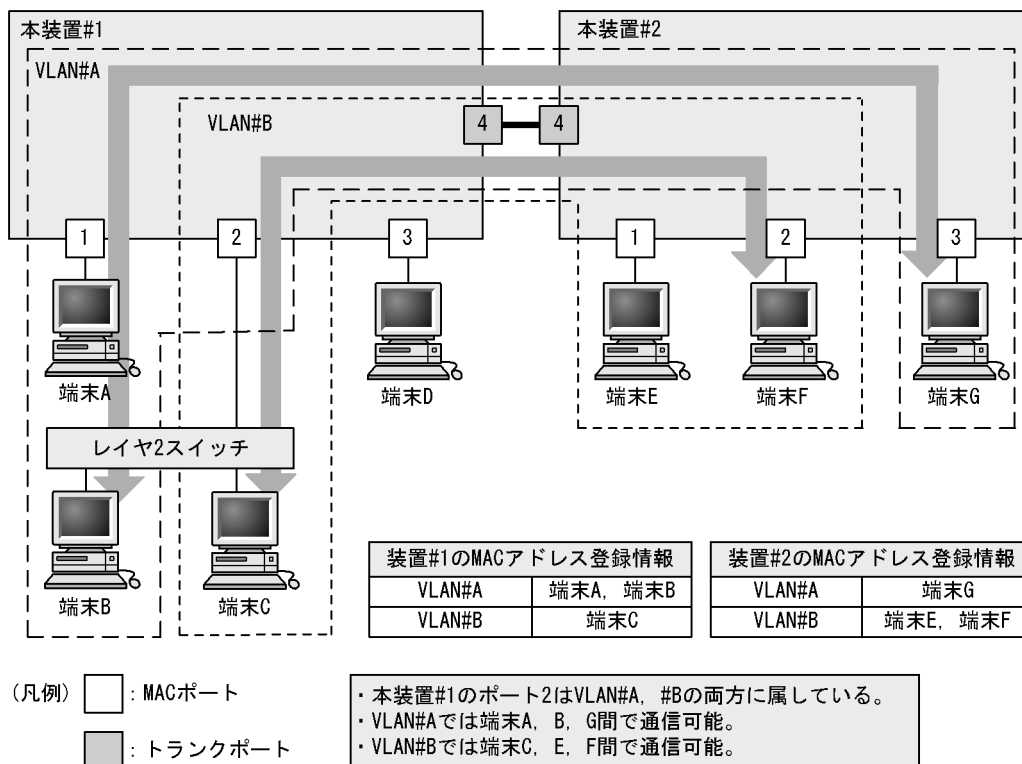 本装置#1
本装置#2
VLAN#A
VLAN#B
4
4
1
2
3
1
2
3
端末A
端末D
端末E
端末F
端末G
レイヤ2スイッチ
端末B
端末C
装置#1のMACアドレス登録情報
VLAN#A 端末A, 端末B
VLAN#B 端末C
装置#2のMACアドレス登録情報
VLAN#A 端末G
VLAN#B 端末E, 端末F
(凡例)
: MACポート
: トランクポート
・本装置#1のポート2はVLAN#A, #Bの両方に属している。
・VLAN#Aでは端末A, B, G間で通信可能。
・VLAN#Bでは端末C, E, F間で通信可能。